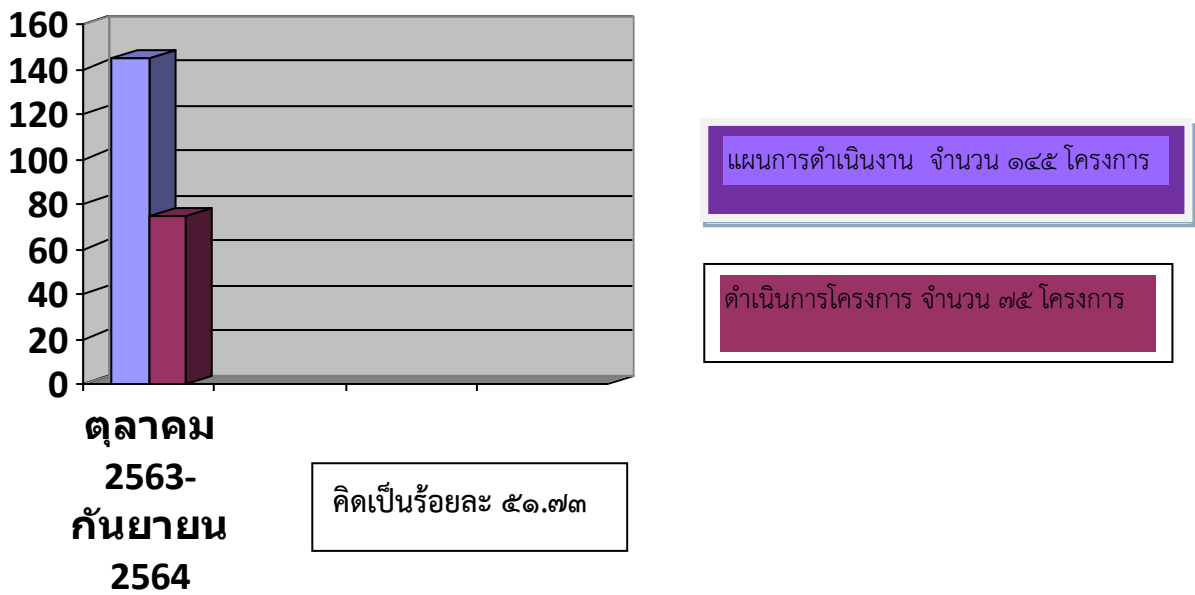 160
140
120
100
80
60
40
20
0
ตุลาคม
2563-
กันยายน
2564
แผนการดำเนินงาน  จำนวน ๑๔๕ โครงการ
ดำเนินการโครงการ จำนวน ๗๕ โครงการ
คิดเป็นร้อยละ ๕๑.๗๓